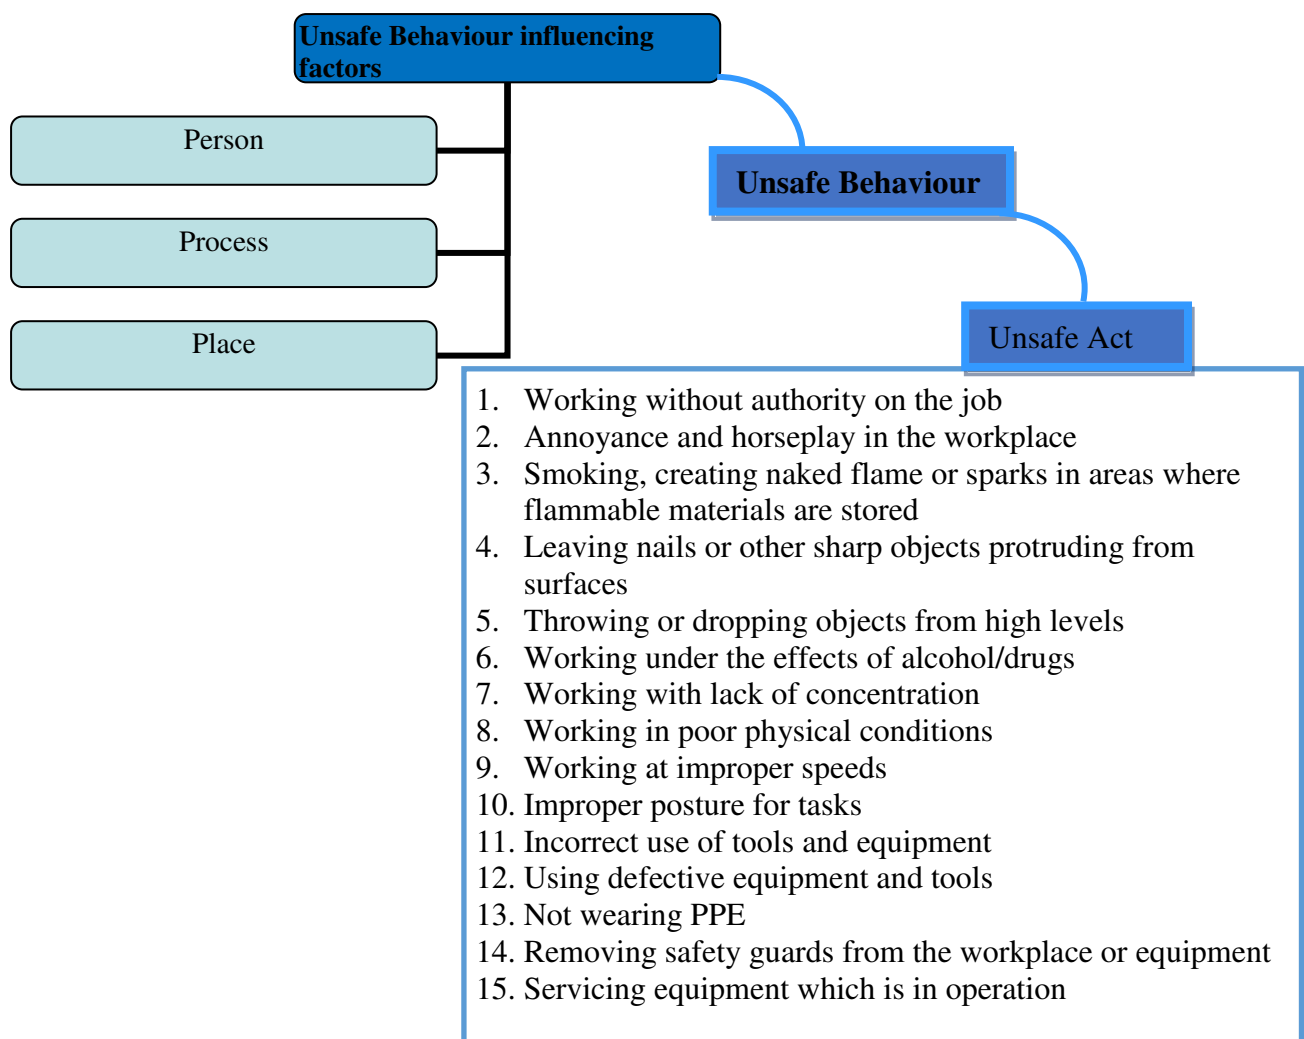 Unsafe Behaviour influencing
factors
Person
Process
Place
Unsafe Behaviour
Unsafe Act
1. Working without authority on the job
2. Annoyance and horseplay in the workplace
3. Smoking, creating naked flame or sparks in areas where
flammable materials are stored
4. Leaving nails or other sharp objects protruding from
surfaces
5. Throwing or dropping objects from high levels
6. Working under the effects of alcohol/drugs
7. Working with lack of concentration
8. Working in poor physical conditions
9. Working at improper speeds
10. Improper posture for tasks
11. Incorrect use of tools and equipment
12. Using defective equipment and tools
13. Not wearing PPE
14. Removing safety guards from the workplace or equipment
15. Servicing equipment which is in operation